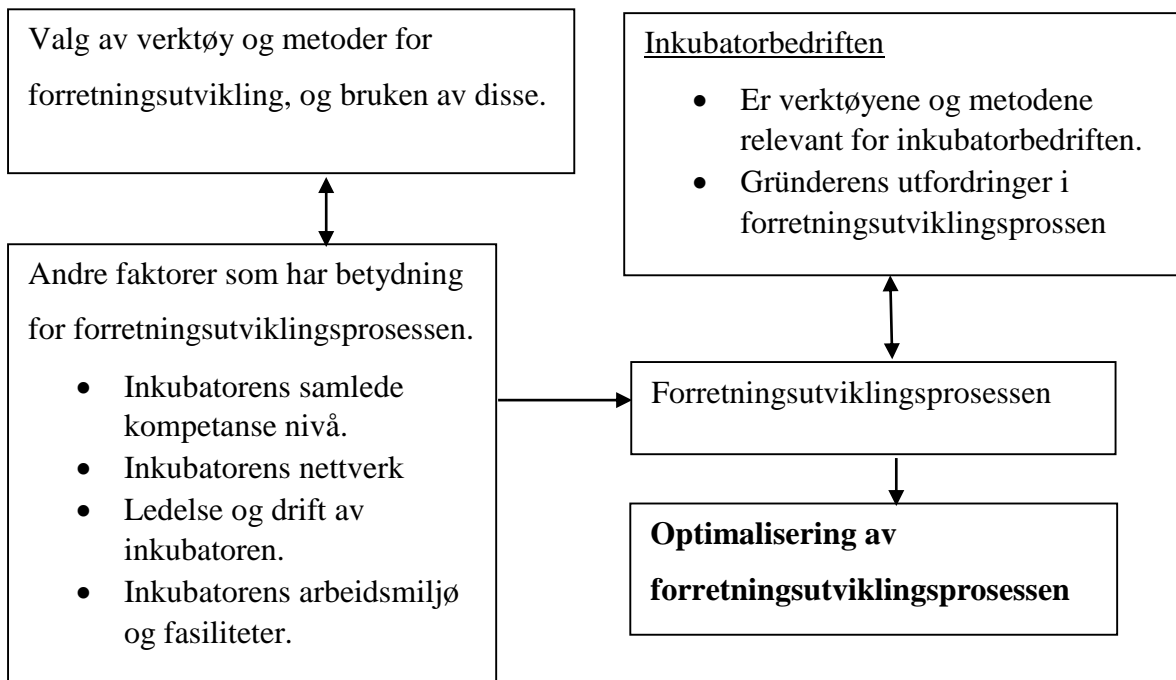 Valg av verktøy og metoder for
forretningsutvikling, og bruken av disse.
Inkubatorbedriften
• Er verktøyene og metodene
relevant for inkubatorbedriften.
• Gründerens utfordringer i
forretningsutviklingsprossen
Andre faktorer som har betydning
for forretningsutviklingsprosessen.
• Inkubatorens samlede
kompetanse nivå.
• Inkubatorens nettverk
• Ledelse og drift av
inkubatoren.
• Inkubatorens arbeidsmiljø
og fasiliteter.
Forretningsutviklingsprosessen
Optimalisering av
forretningsutviklingsprosessen